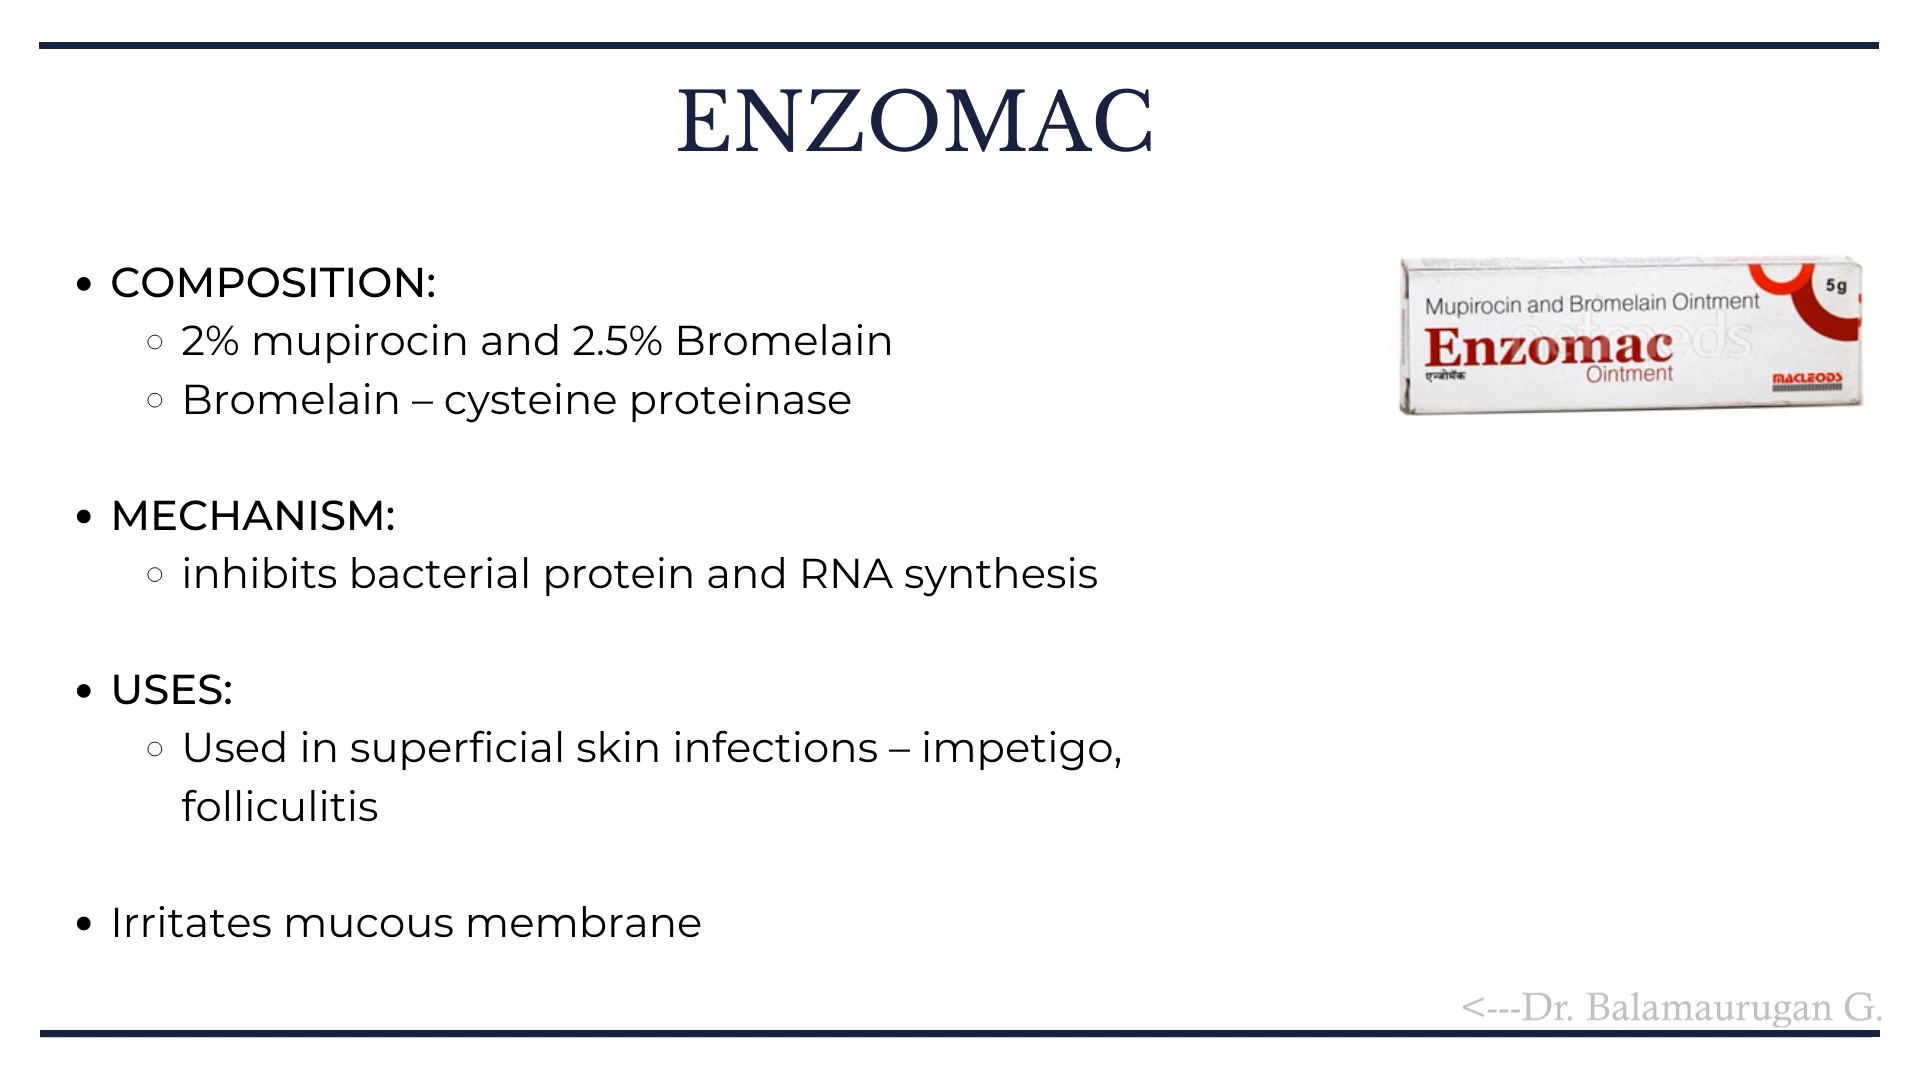 ENZOMAC
• COMPOSITION:
○ 2% mupirocin and 2.5% Bromelain
○ Bromelain – cysteine proteinase
• MECHANISM:
○ inhibits bacterial protein and RNA synthesis
• USES:
○ Used in superficial skin infections – impetigo,
folliculitis
• Irritates mucous membrane
5g
Mupirocin and Bromelain Ointment
Enzomac
एन्जोमॅक
Ointment
MACLEODS
<---Dr. Balamaurugan G.